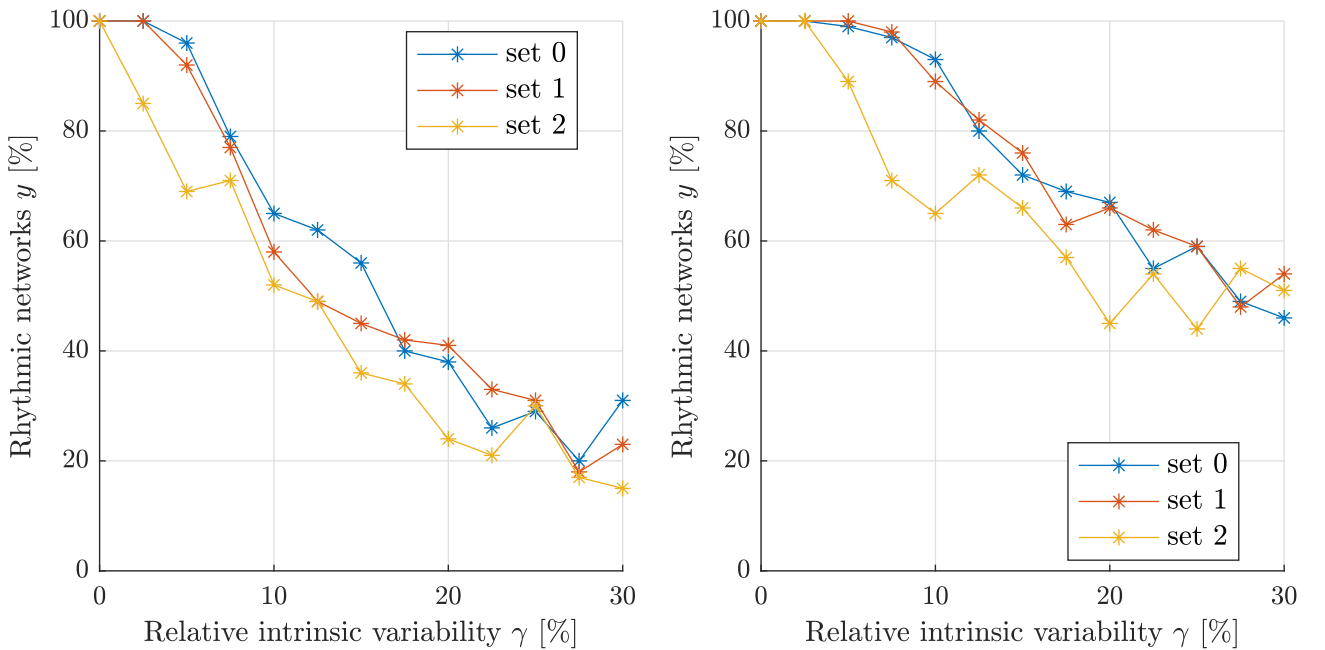 100
80
60
40
20
0
0 10 20 30
Rhythmic networks y [%]
Relative intrinsic variability γ [%]
set 0
set 1
set 2
100
80
60
40
20
0
0 10 20 30
Rhythmic networks y [%]
Relative intrinsic variability γ [%]
set 0
set 1
set 2